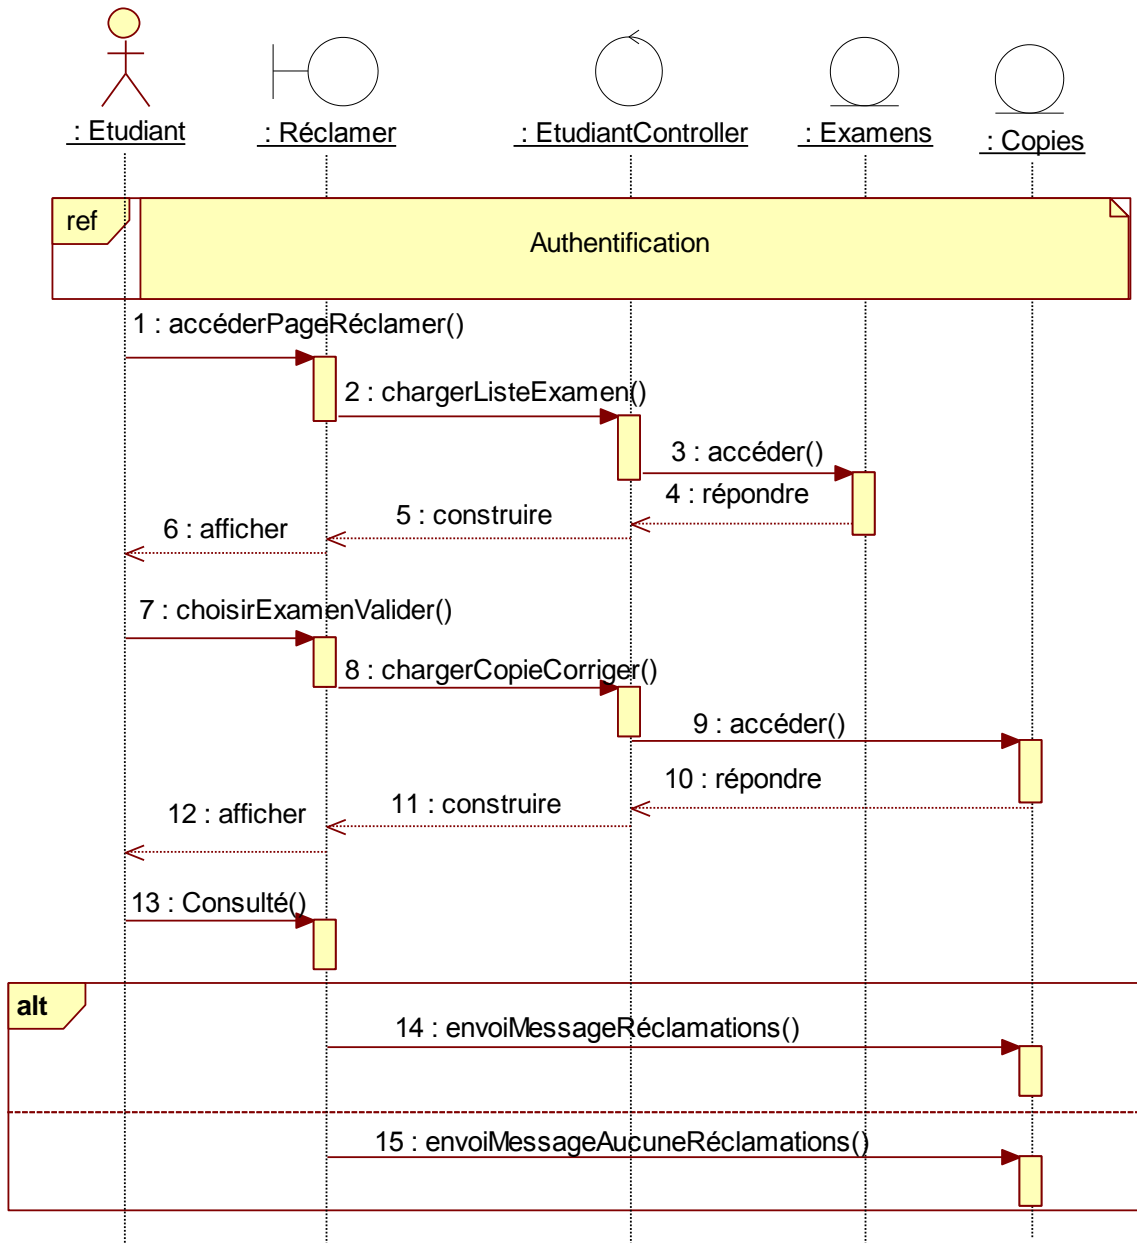 : Etudiant
: Réclamer
: EtudiantController
: Examens
: Copies
ref
Authentification
1 : accéderPageRéclamer()
2 : chargerListeExamen()
3 : accéder()
4 : répondre
5 : construire
6 : afficher
7 : choisirExamenValider()
8 : chargerCopieCorriger()
9 : accéder()
10 : répondre
11 : construire
12 : afficher
13 : Consulté()
alt
14 : envoiMessageRéclamations()
15 : envoiMessageAucuneRéclamations()